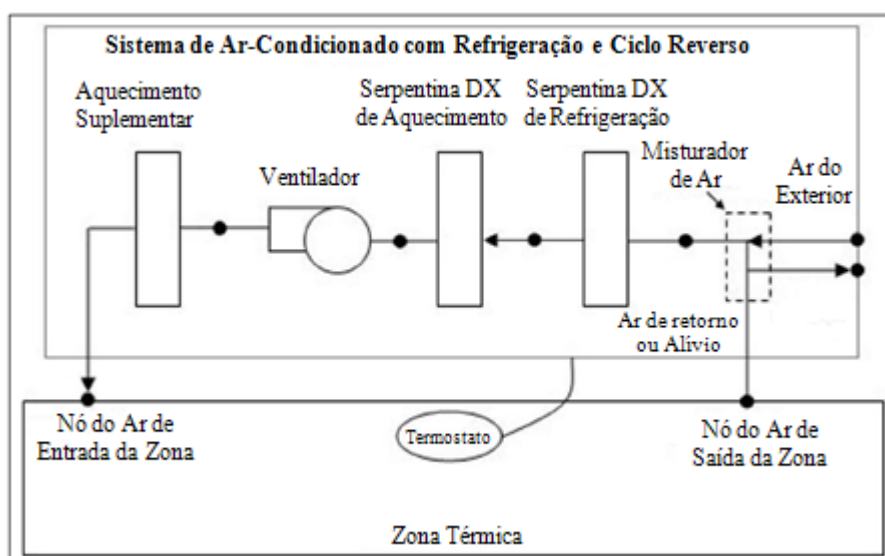 Sistema de Ar-Condicionado com Refrigeração e Ciclo Reverso
Aquecimento
Suplementar
Ventilador
Serpentina DX
de Aquecimento
Serpentina DX
de Refrigeração
Misturador
de Ar
Ar do
Exterior
Ar de retorno
ou Alívio
Nó do Ar de
Entrada da Zona
Termostato
Nó do Ar de
Saída da Zona
Zona Térmica